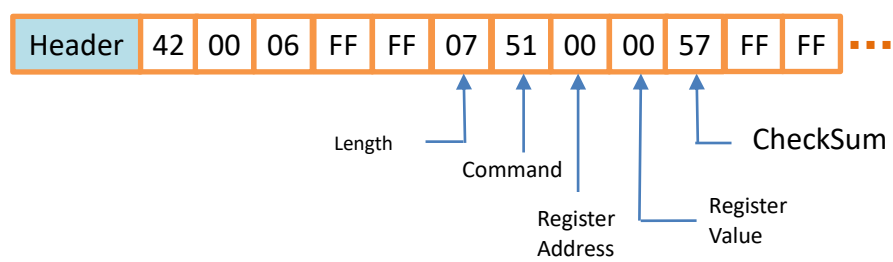 Header 42 00 06 FF FF 07 51 00 00 57 FF FF ...
Length
Command
Register
Address
Register
Value
CheckSum